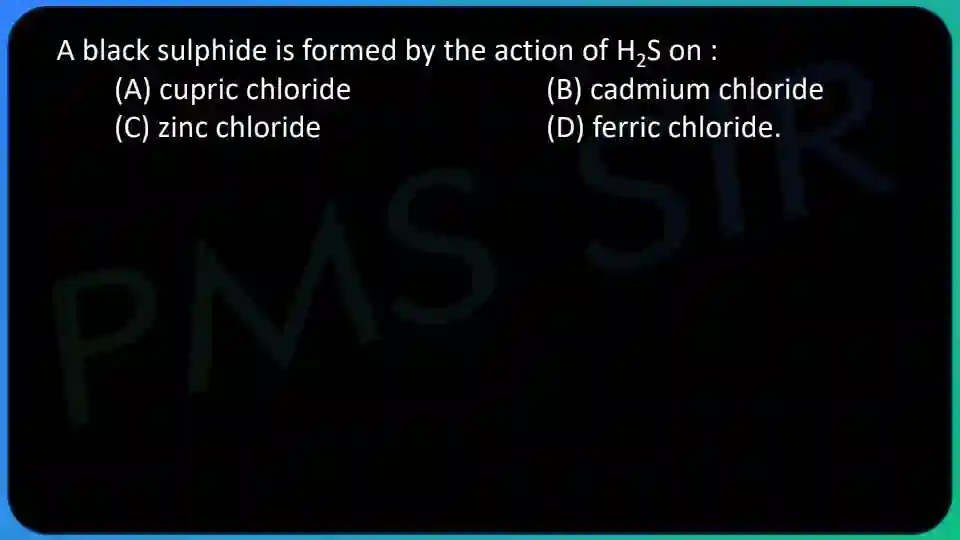 A black sulphide is formed by the action of H₂S on :
(A) cupric chloride (B) cadmium chloride
(C) zinc chloride (D) ferric chloride.
PMS SIR